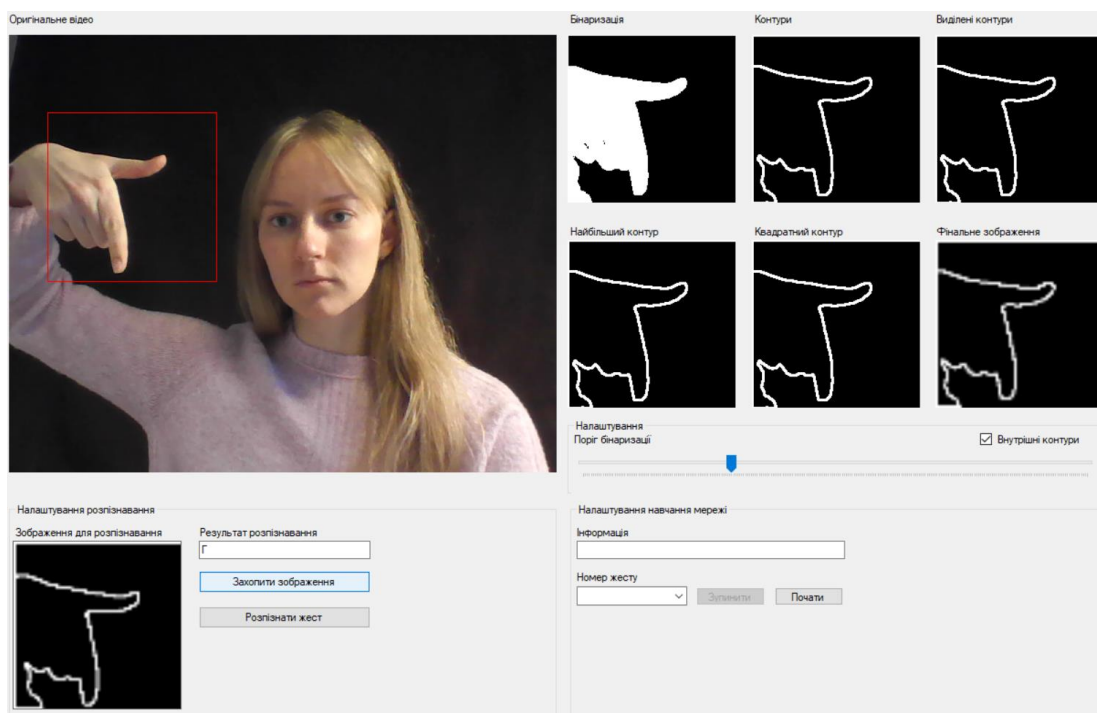 Оригінальне відео
Бінаризація
Контури
Виділені контури
Найбільший контур
Квадратний контур
Фінальне зображення
Налаштування
Поріг бінаризації
Внутрішні контури
Налаштування розпізнавання
Зображення для розпізнавання
Результат розпізнавання
Г
Захопити зображення
Розпізнати жест
Налаштування навчання мережі
Інформація
Номер жесту
Зупинити
Почати